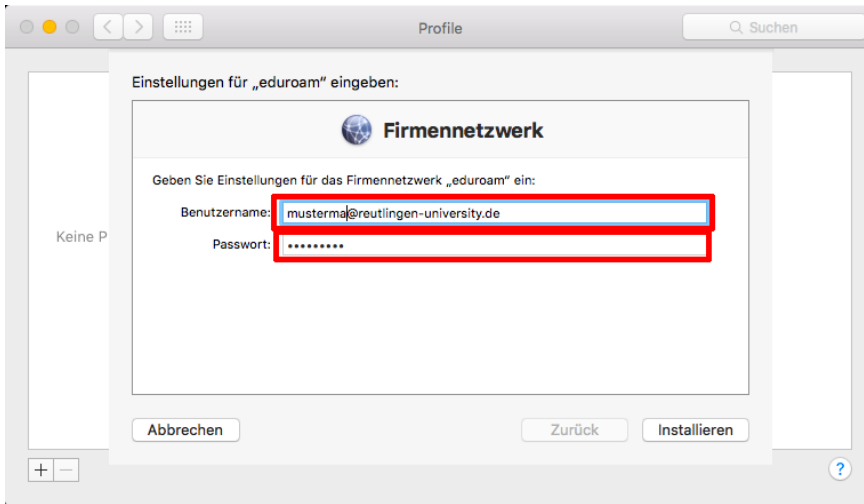 Profile
Suchen
Einstellungen für „eduroam“ eingeben:
Firmennetzwerk
Geben Sie Einstellungen für das Firmennetzwerk „eduroam“ ein:
Benutzername: musterma@reutlingen-university.de
Keine P
Passwort: •••••••••
Abbrechen
Zurück
Installieren
+ −
?